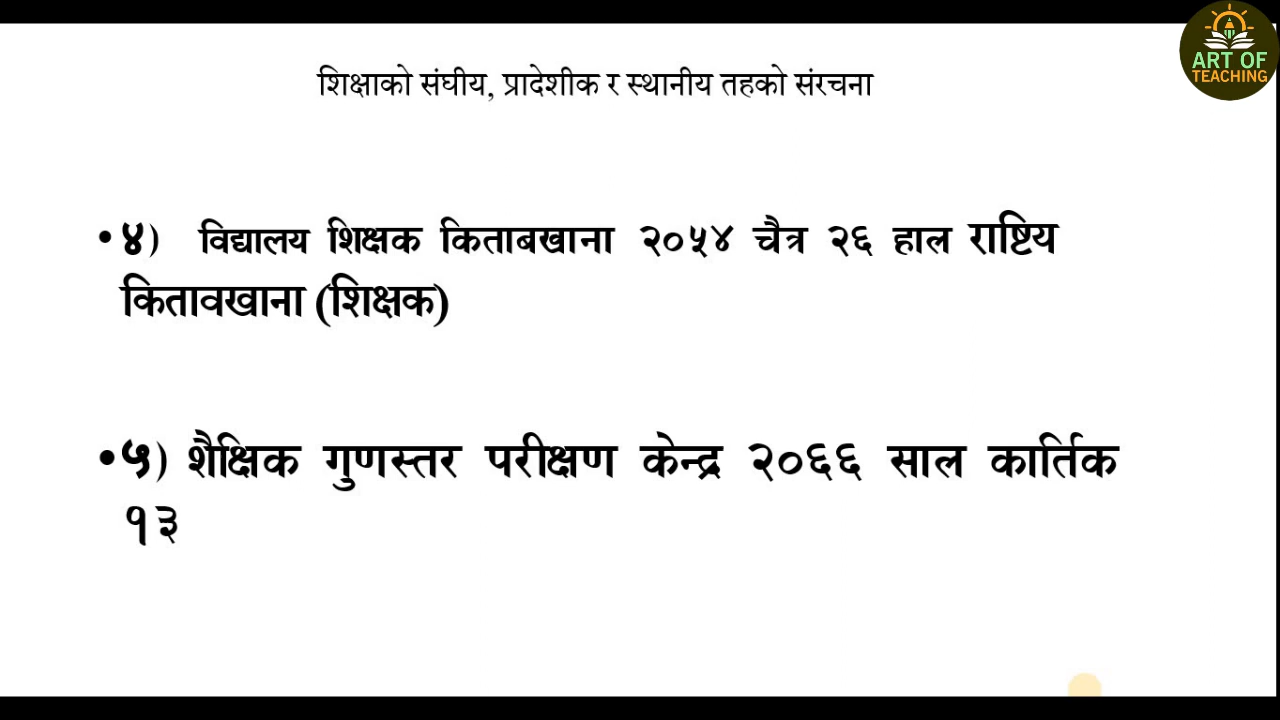 ART OF
TEACHING
शिक्षाको संघीय, प्रादेशीक र स्थानीय तहको संरचना
•४) विद्यालय शिक्षक किताबखाना २०५४ चैत्र २६ हाल राष्टिय
कितावखाना (शिक्षक)
•५) शैक्षिक गुणस्तर परीक्षण केन्द्र २०६६ साल कार्तिक
१३